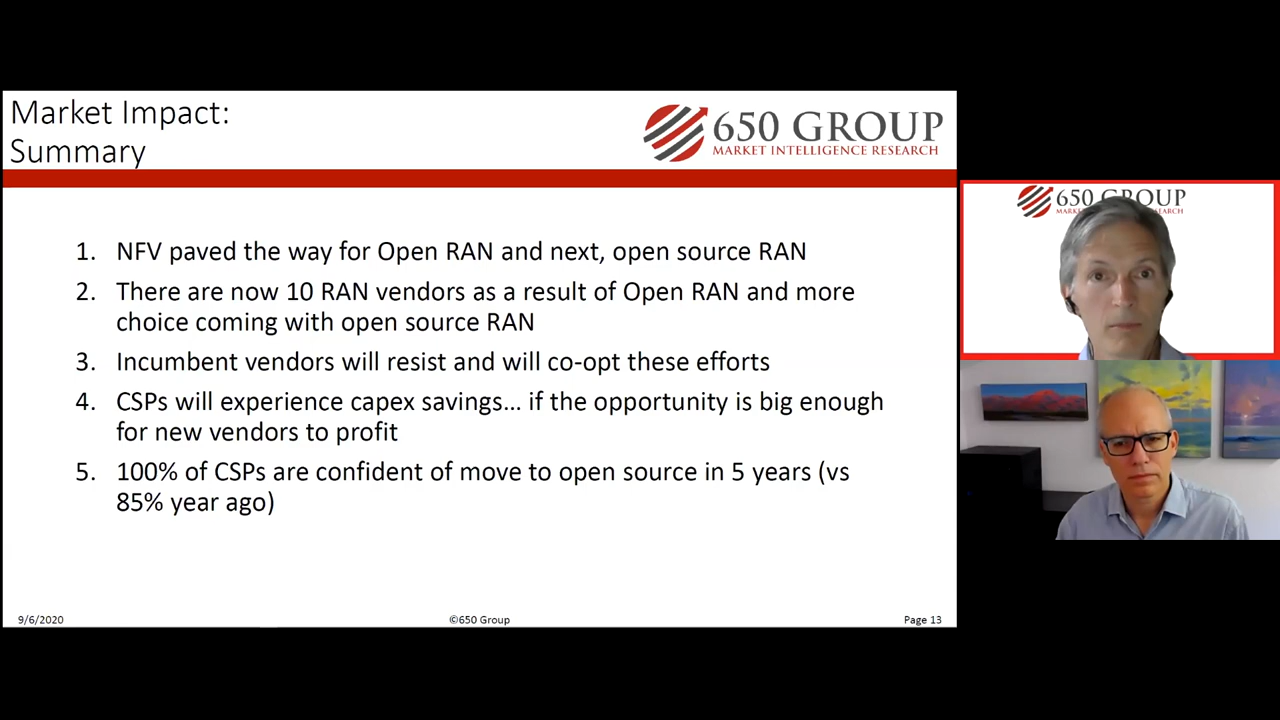 Market Impact:
Summary
650 GROUP
MARKET INTELLIGENCE RESEARCH
1. NFV paved the way for Open RAN and next, open source RAN
2. There are now 10 RAN vendors as a result of Open RAN and more
choice coming with open source RAN
3. Incumbent vendors will resist and will co-opt these efforts
4. CSPs will experience capex savings... if the opportunity is big enough
for new vendors to profit
5. 100% of CSPs are confident of move to open source in 5 years (vs
85% year ago)
9/6/2020
©650 Group
Page 13
650 GROUP